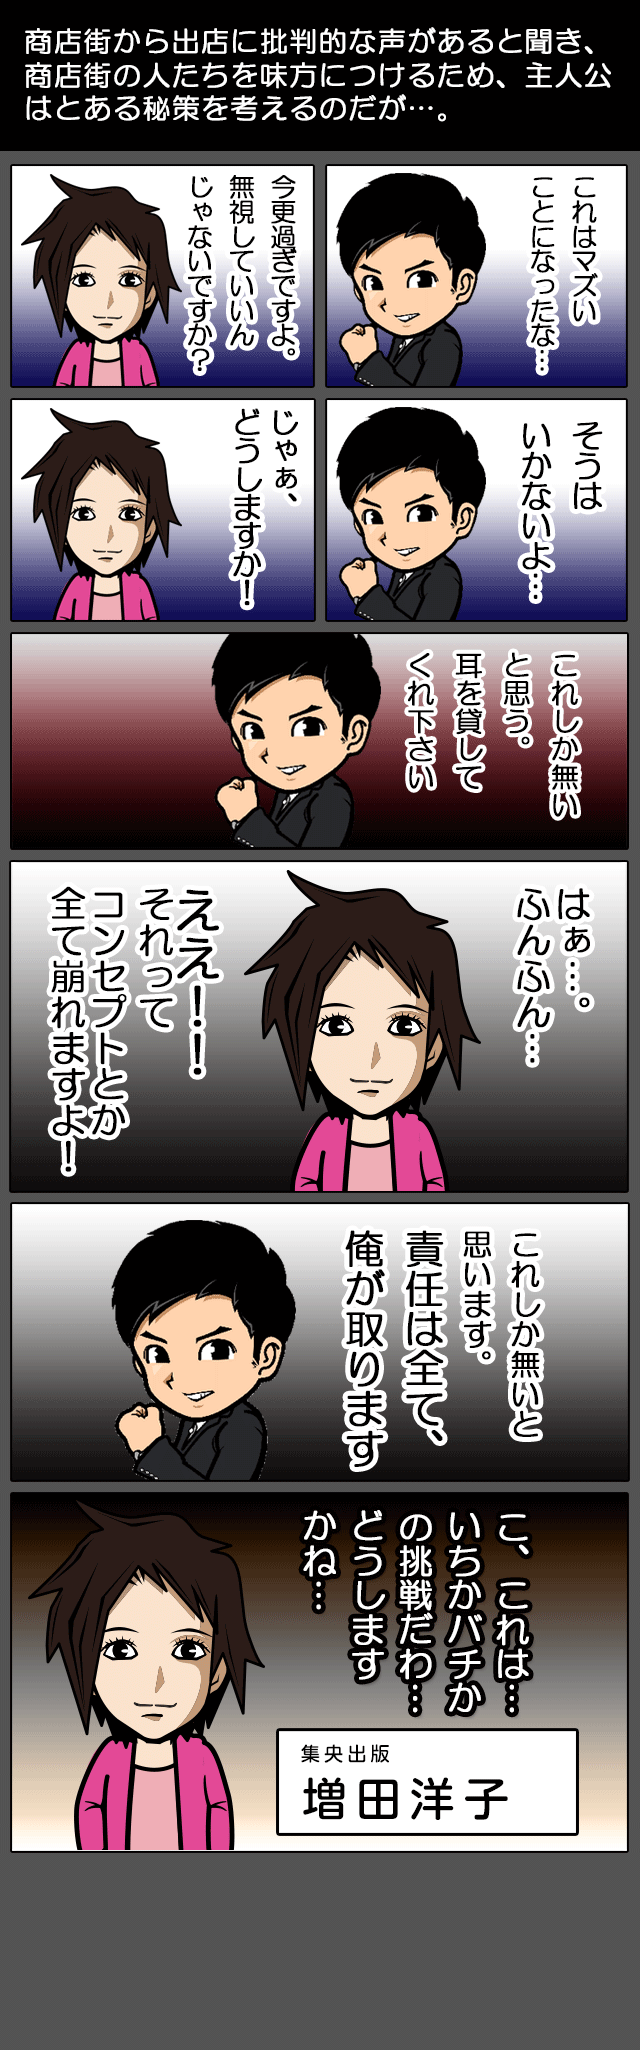 商店街から出店に批判的な声があると聞き、
商店街の人たちを味方につけるため、主人公
はとある秘策を考えるのだが…。
これはマズい
ことになったな…
今更過ぎですよ。
無視していいん
じゃないですか？
そうは
いかないよ…
じゃぁ、
どうしますか！
これしか無い
と思う。
耳を貸して
くれ下さい
はぁ…。
ふんふん…
ええ！！
それって
コンセプトとか
全て崩れますよ！
これしか無いと
思います。
責任は全て、
俺が取ります
こ、これは…
いちかバチか
の挑戦だわ…
どうします
かね…
集央出版
増田洋子